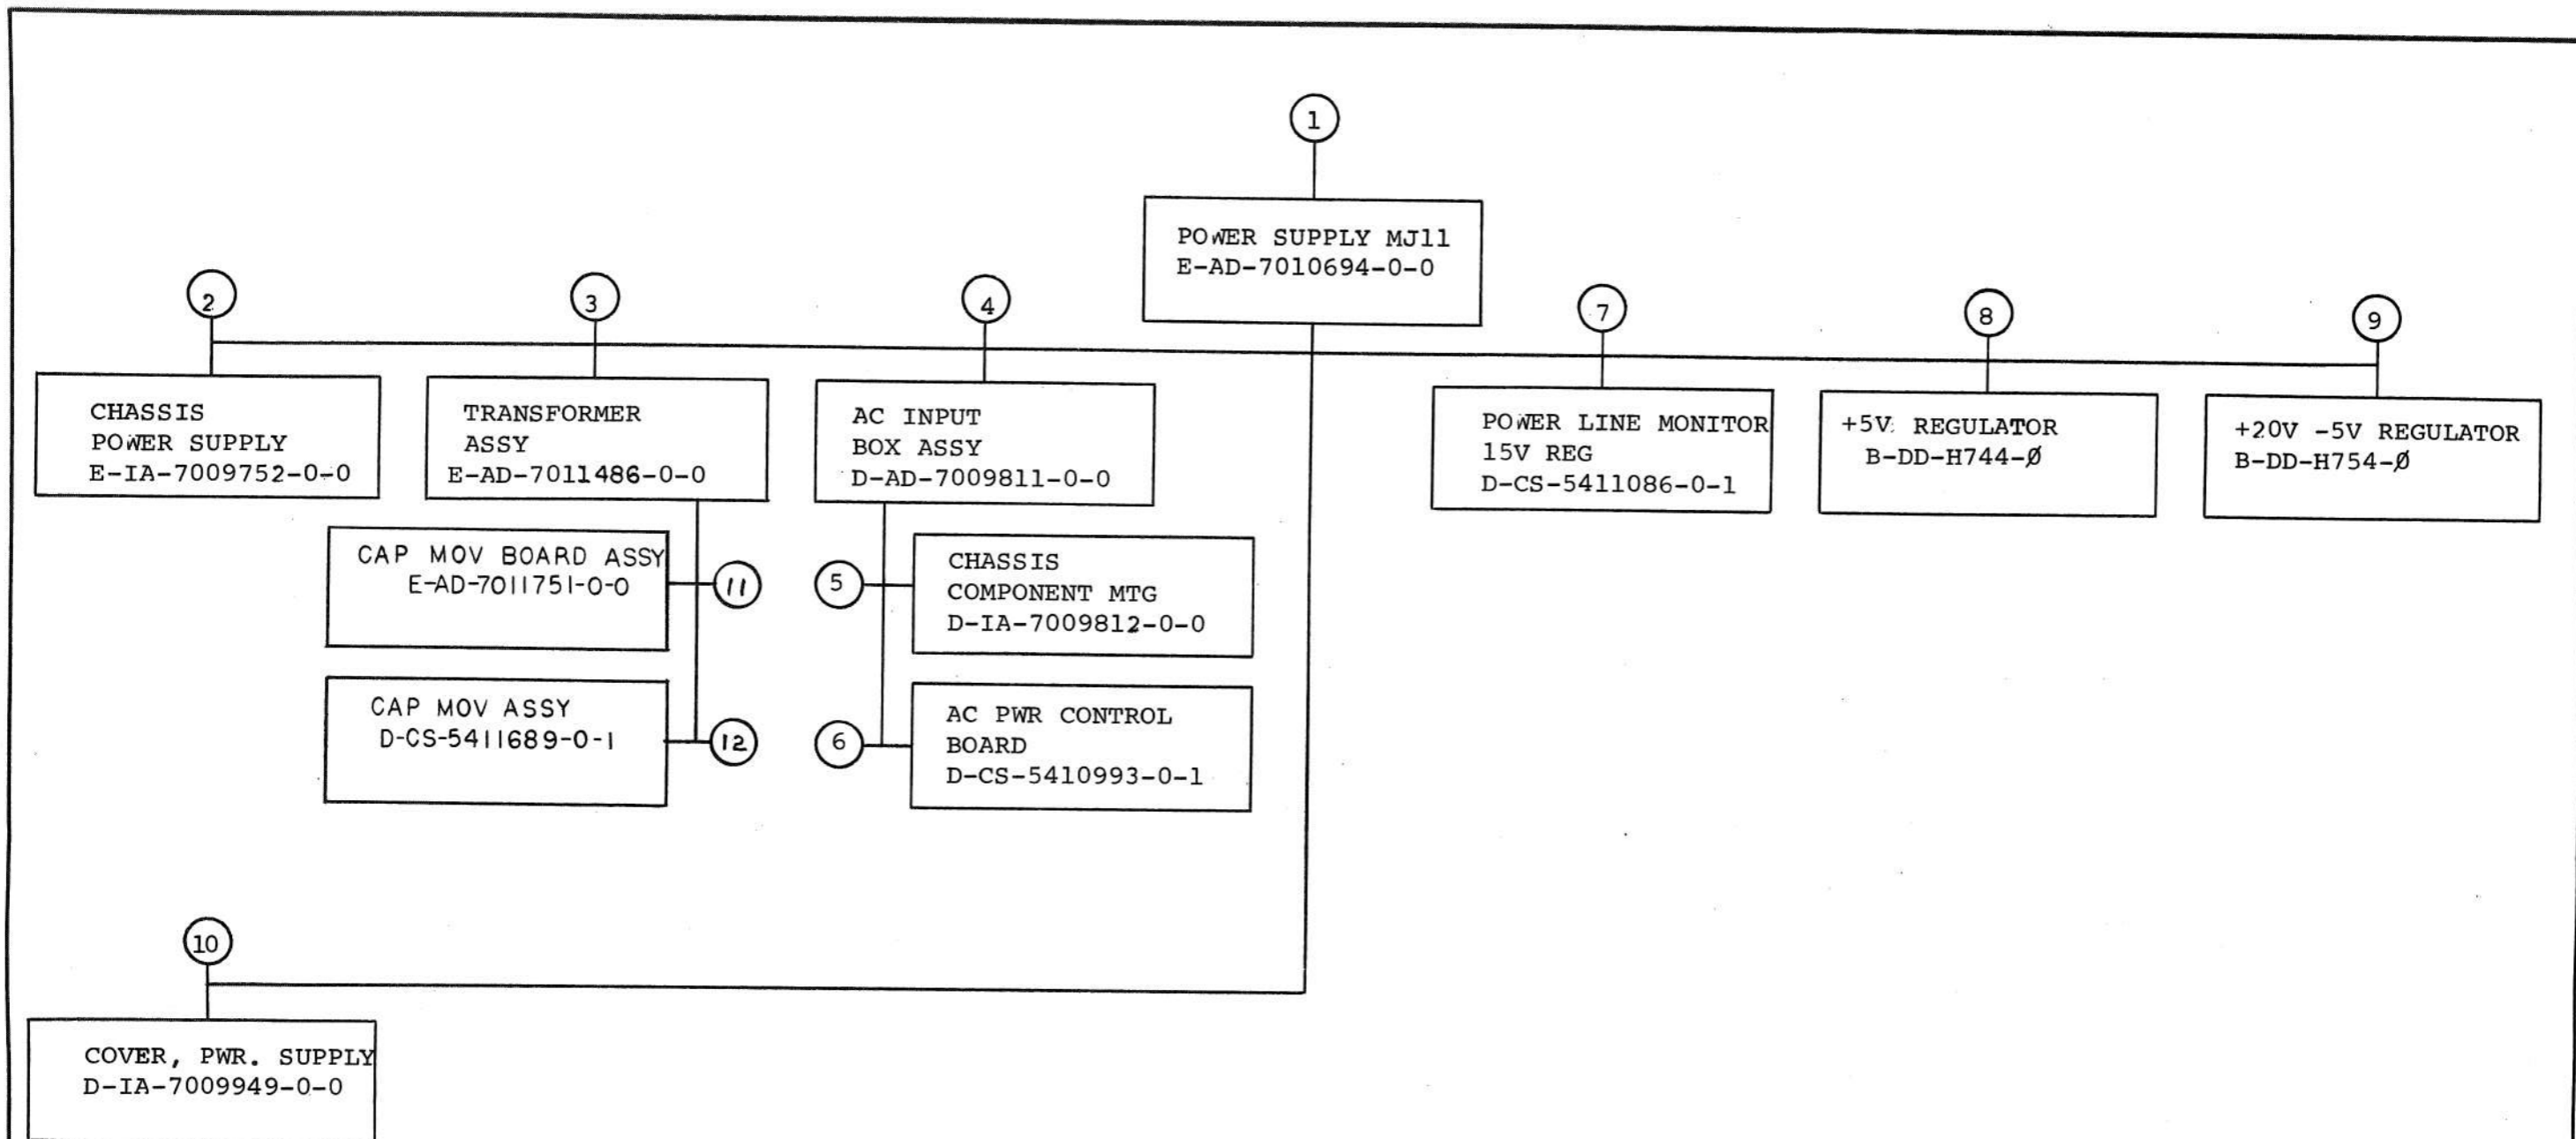 1
POWER SUPPLY MJ11
E-AD-7010694-0-0
2
CHASSIS
POWER SUPPLY
E-IA-7009752-0-0
3
TRANSFORMER
ASSY
E-AD-7011486-0-0
4
AC INPUT
BOX ASSY
D-AD-7009811-0-0
7
POWER LINE MONITOR
15V REG
D-CS-5411086-0-1
8
+5V REGULATOR
B-DD-H744-Ø
9
+20V -5V REGULATOR
B-DD-H754-Ø
CAP MOV BOARD ASSY
E-AD-7011751-0-0
11
CAP MOV ASSY
D-CS-5411689-0-1
12
5
CHASSIS
COMPONENT MTG
D-IA-7009812-0-0
6
AC PWR CONTROL
BOARD
D-CS-5410993-0-1
10
COVER, PWR. SUPPLY
D-IA-7009949-0-0